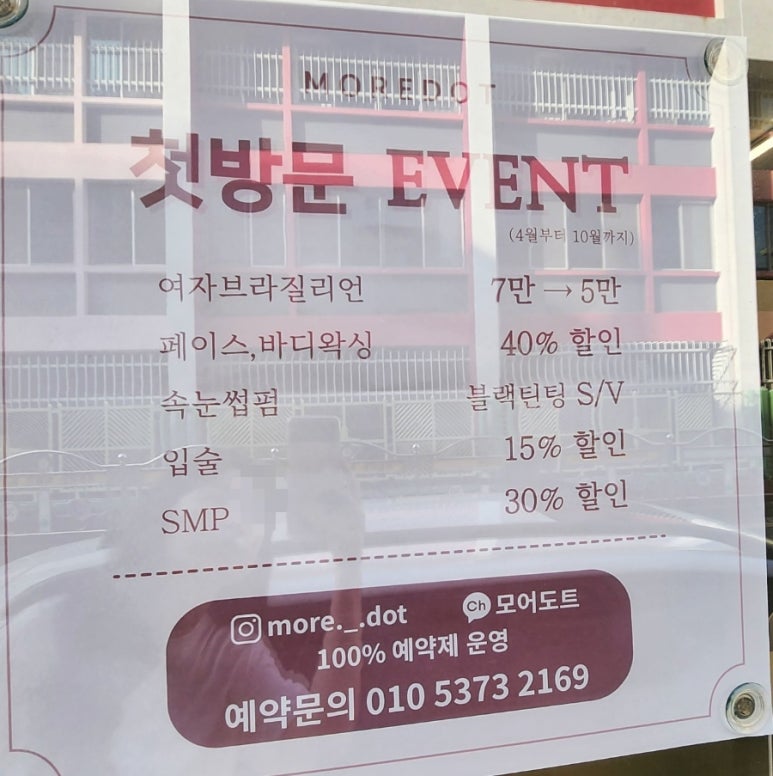 MOREDOT
첫방문 EVENT
(4월부터 10월까지)
여자브라질리언 7만 → 5만
페이스,바디왁싱 40% 할인
속눈썹펌 블랙틴팅 S/V
입술 15% 할인
SMP 30% 할인
more._.dot Ch 모어도트
100% 예약제 운영
예약문의 010 5373 2169